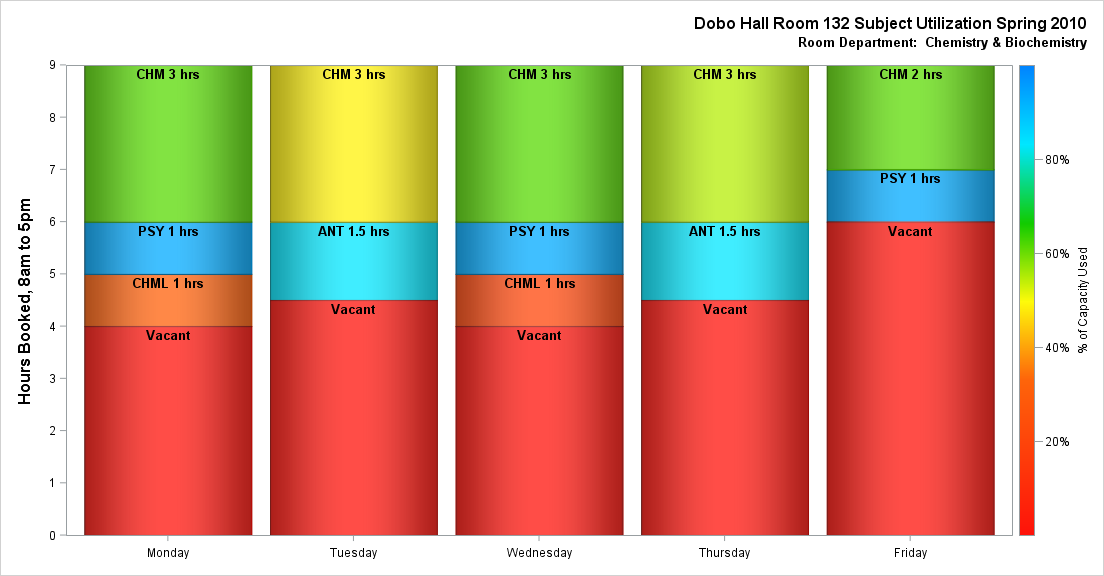 Dobo Hall Room 132 Subject Utilization Spring 2010
Room Department: Chemistry & Biochemistry
Hours Booked, 8am to 5pm
9
8
7
6
5
4
3
2
1
0
CHM 3 hrs
PSY 1 hrs
CHML 1 hrs
Vacant
CHM 3 hrs
ANT 1.5 hrs
Vacant
CHM 3 hrs
PSY 1 hrs
CHML 1 hrs
Vacant
CHM 3 hrs
ANT 1.5 hrs
Vacant
CHM 2 hrs
PSY 1 hrs
Vacant
Monday
Tuesday
Wednesday
Thursday
Friday
80%
60%
40%
20%
% of Capacity Used